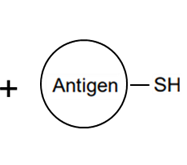 + Antigen — SH